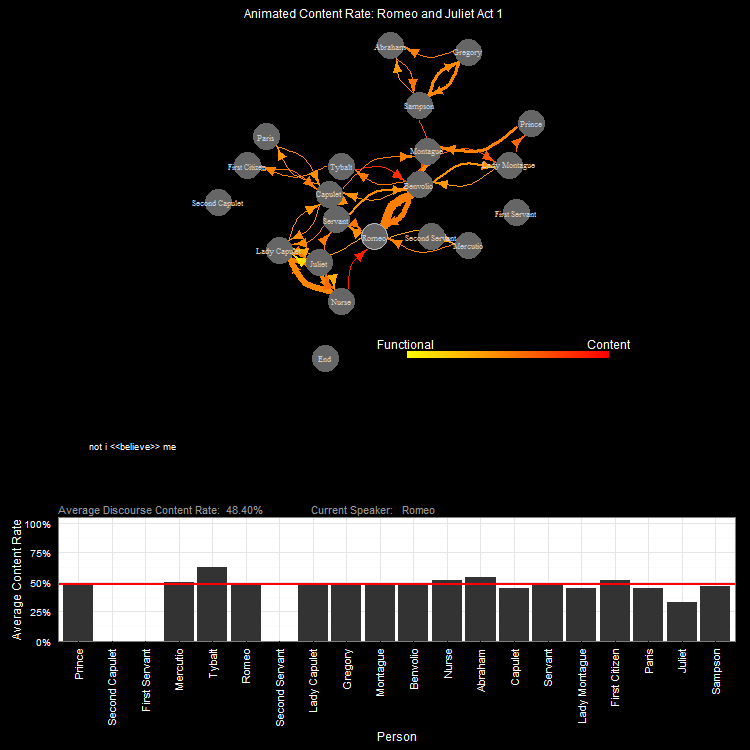 Animated Content Rate: Romeo and Juliet Act 1
Abraham
Gregory
Sampson
Prince
Paris
Montague
First Citizen
Tybalt
Lady Montague
Benvolio
Capulet
Second Capulet
First Servant
Servant
Romeo
Second Servant
Mercutio
Lady Capulet
Juliet
Nurse
Functional Content
End
not i <<believe>> me
Average Discourse Content Rate: 48.40% Current Speaker: Romeo
Average Content Rate
100%
75%
50%
25%
0%
Prince
Second Capulet
First Servant
Mercutio
Tybalt
Romeo
Second Servant
Lady Capulet
Gregory
Montague
Benvolio
Nurse
Abraham
Capulet
Servant
Lady Montague
First Citizen
Paris
Juliet
Sampson
Person